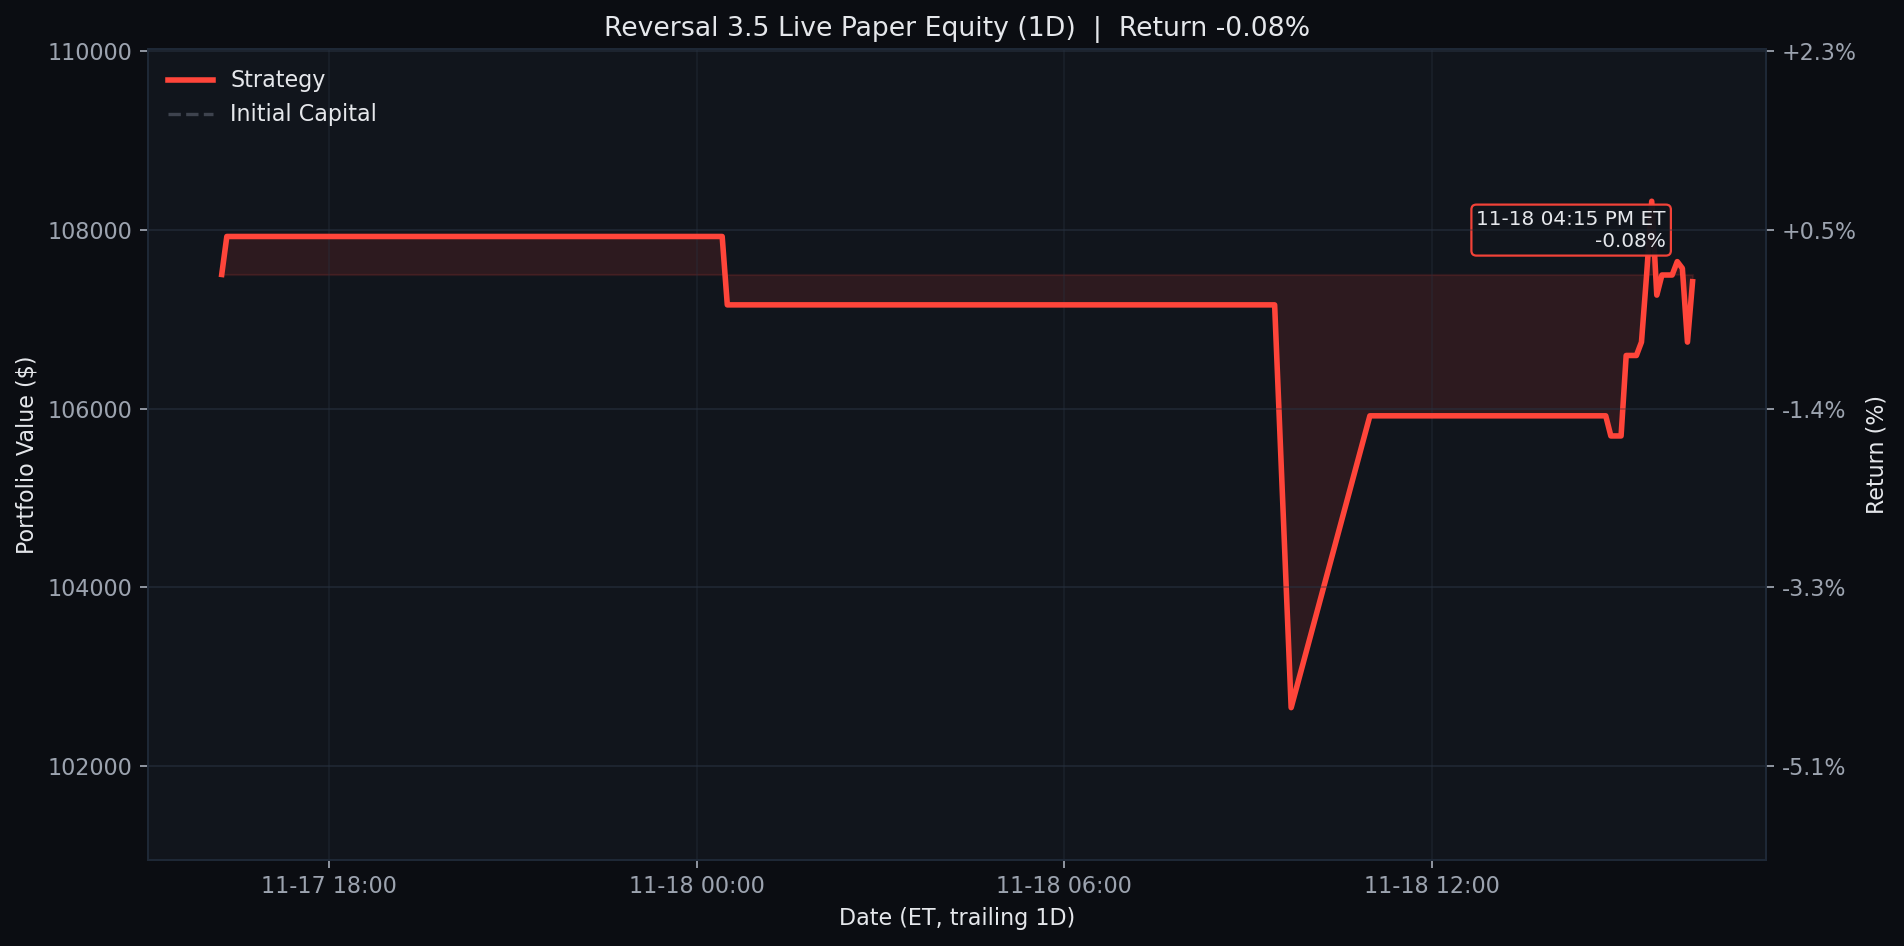 Reversal 3.5 Live Paper Equity (1D)  |  Return -0.08%
Strategy
Initial Capital
110000
108000
106000
104000
102000
Portfolio Value ($)
+2.3%
+0.5%
-1.4%
-3.3%
-5.1%
Return (%)
11-18 04:15 PM ET
-0.08%
11-17 18:00
11-18 00:00
11-18 06:00
11-18 12:00
Date (ET, trailing 1D)